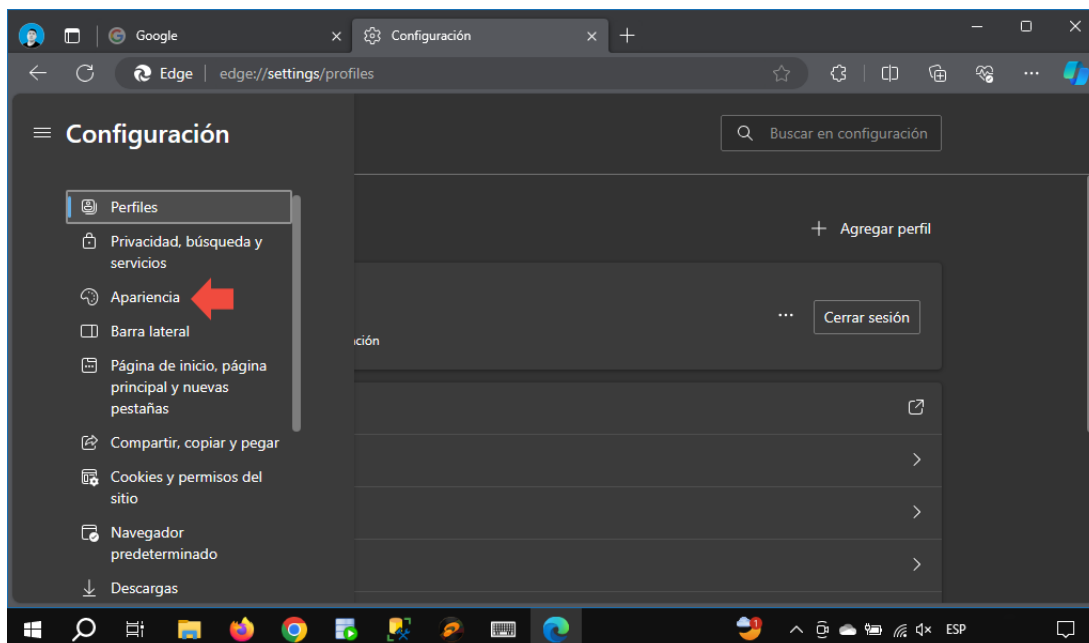 Google
Configuración
Edge
edge://settings/profiles
Configuración
Buscar en configuración
Perfiles
Agregar perfil
Privacidad, búsqueda y
servicios
Apariencia
Cerrar sesión
Barra lateral
ción
Página de inicio, página
principal y nuevas
pestañas
Compartir, copiar y pegar
Cookies y permisos del
sitio
Navegador
predeterminado
Descargas
1
ESP